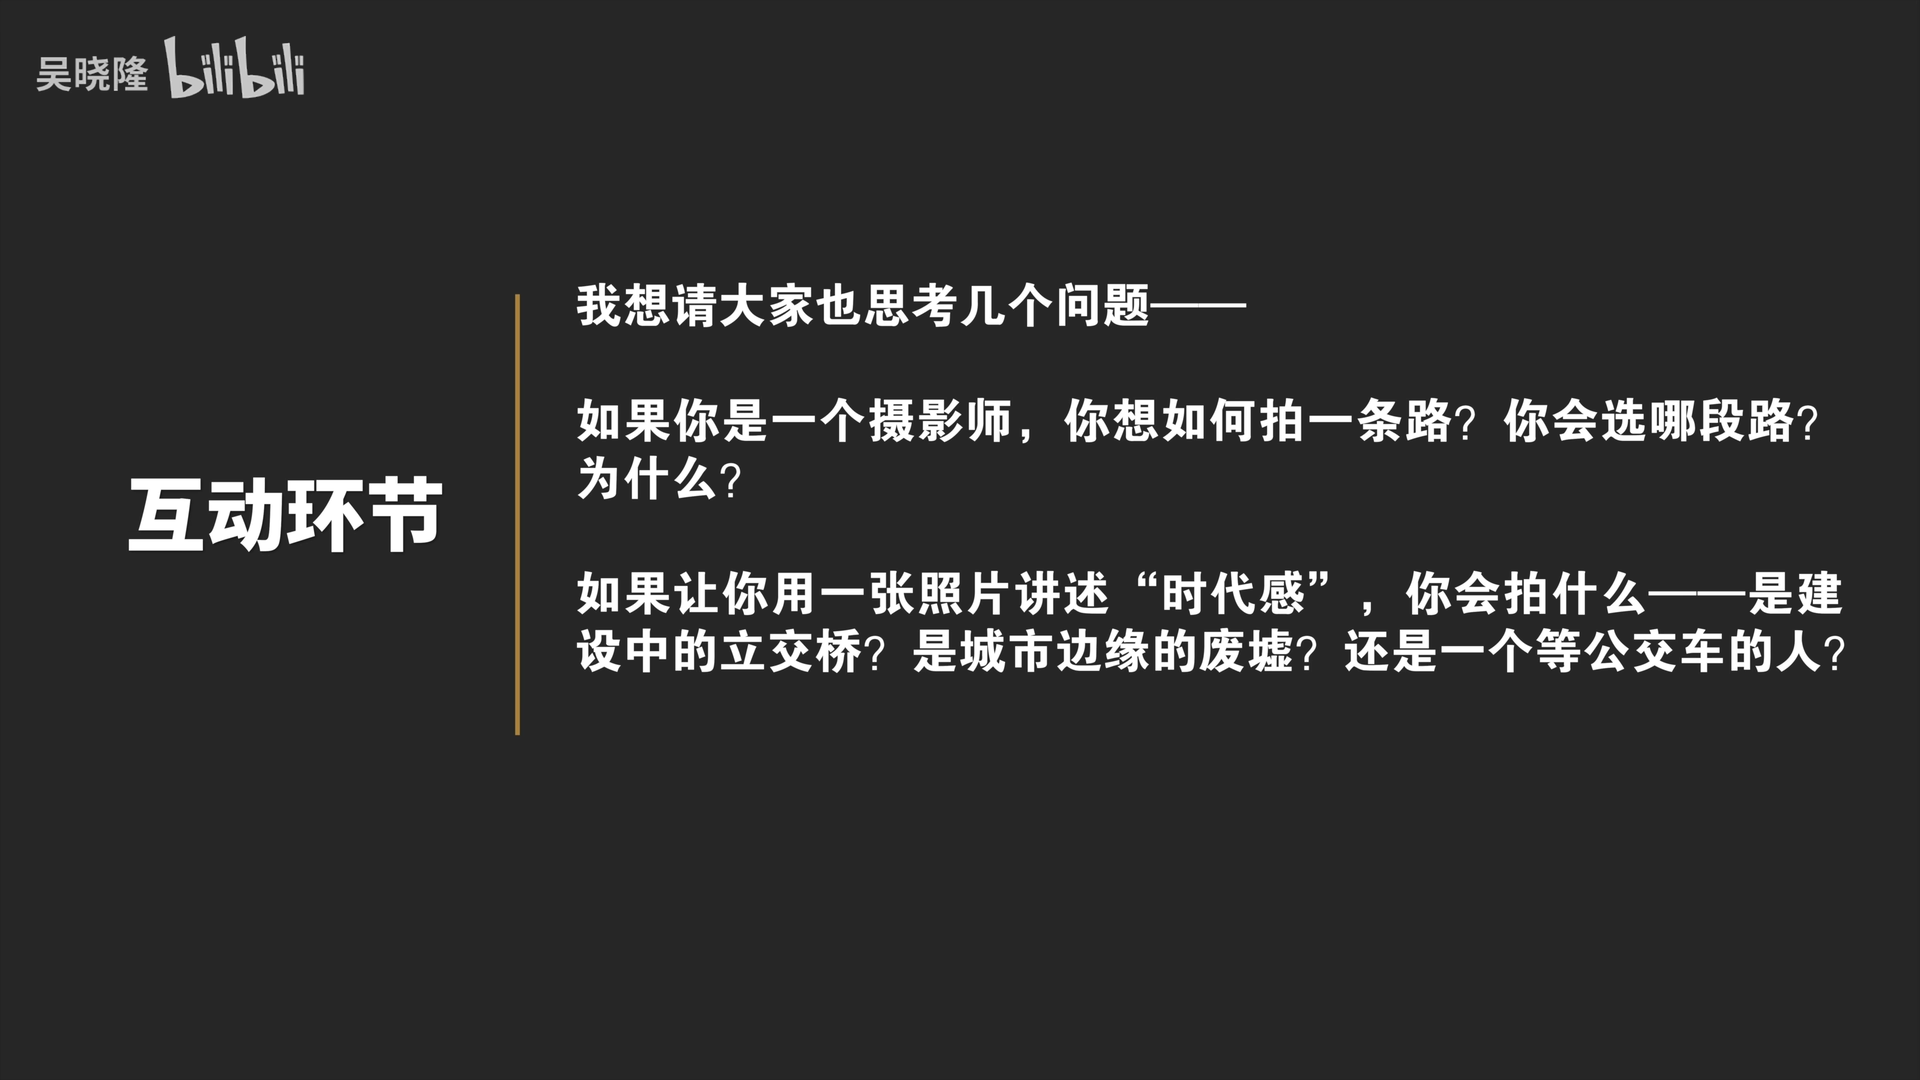 吴晓隆 bilibili
互动环节
我想请大家也思考几个问题——
如果你是一个摄影师，你想如何拍一条路？你会选哪段路？
为什么？
如果让你用一张照片讲述“时代感”，你会拍什么——是建
设中的立交桥？是城市边缘的废墟？还是一个等公交车的人？